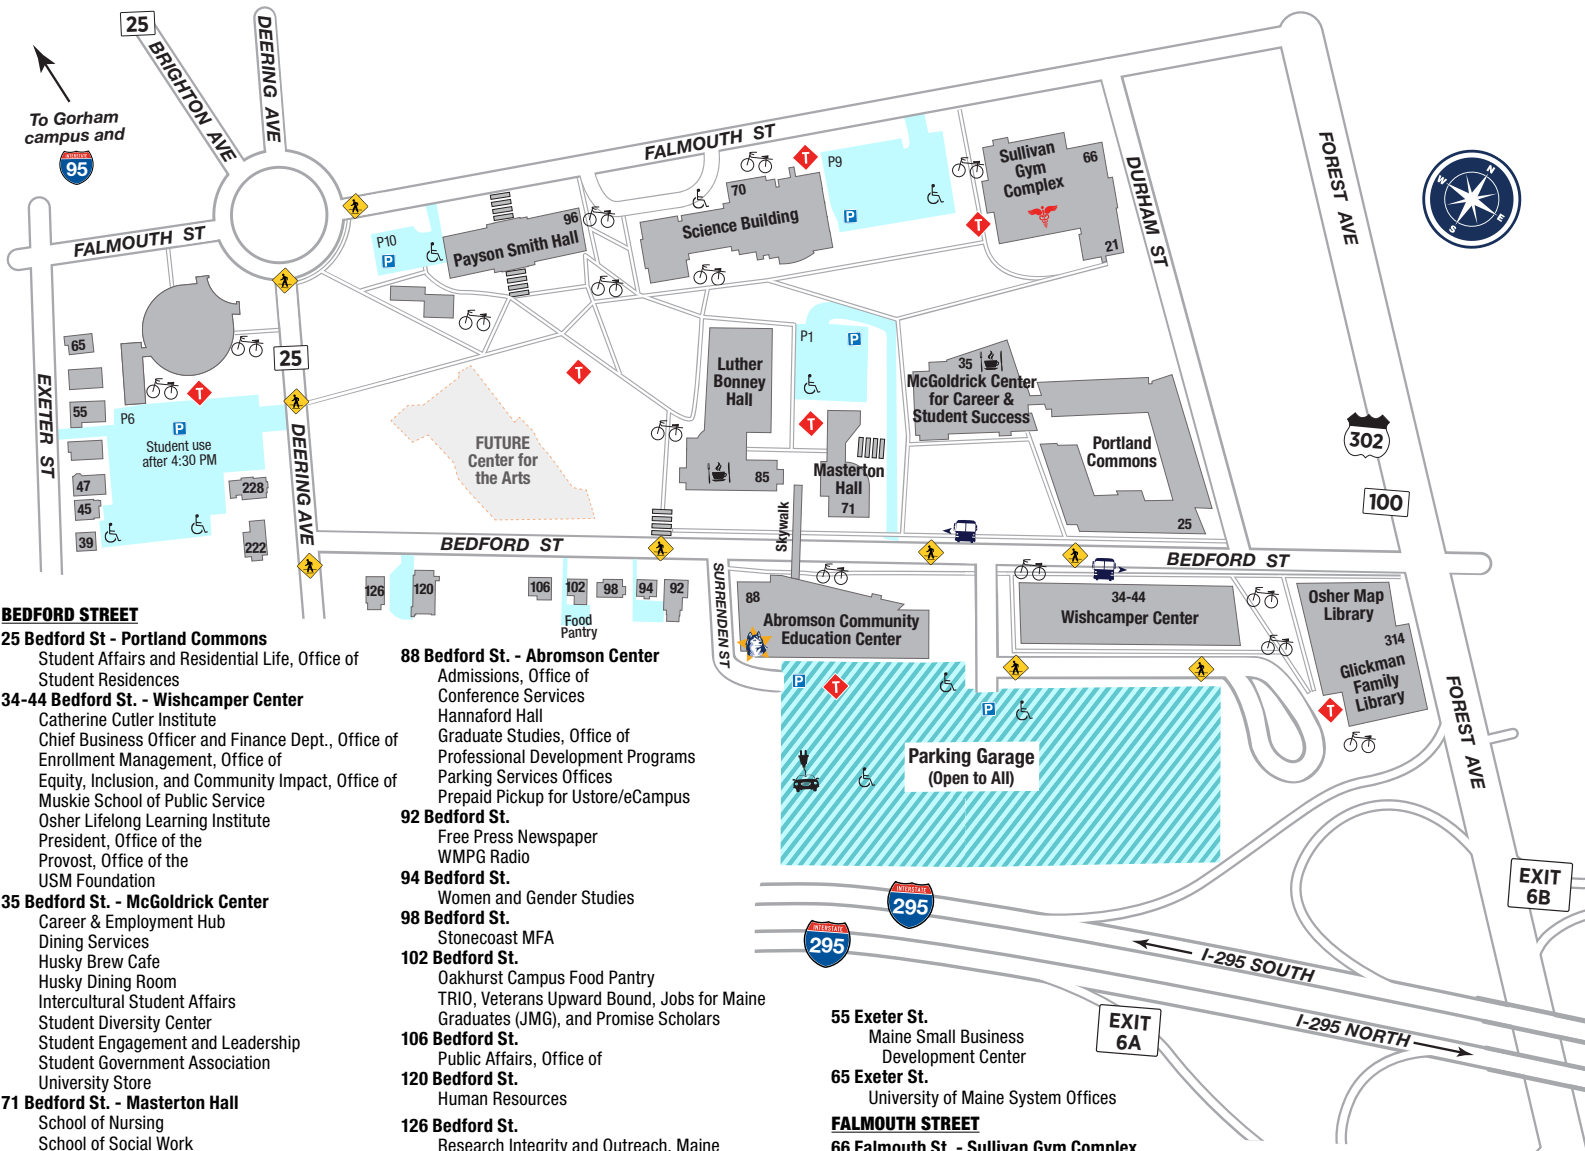 25
BRIGHTON AVE
DEERING AVE
To Gorham
campus and
INTERSTATE
95
FALMOUTH ST
FALMOUTH ST
EXETER ST
25
DEERING AVE
DURHAM ST
FOREST AVE
N
W
E
S
P10
P
96
Payson Smith Hall
70
Science Building
T
P9
P
Sullivan
Gym
Complex
66
T
21
65
55
47
45
39
T
P6
P
Student use
after 4:30 PM
228
222
T
FUTURE
Center for
the Arts
Luther
Bonney
Hall
85
P1
P
T
Masterton
Hall
71
Skywalk
35
McGoldrick Center
for Career &
Student Success
Portland
Commons
25
302
100
BEDFORD ST
BEDFORD ST
126
120
106
102
98
94
92
Food
Pantry
SURRENDEN ST
88
Abromson Community
Education Center
34-44
Wishcamper Center
Osher Map
Library
314
Glickman
Family
Library
T
P
T
P
Parking Garage
(Open to All)
FOREST AVE
INTERSTATE
295
INTERSTATE
295
I-295 SOUTH
I-295 NORTH
EXIT
6B
EXIT
6A
BEDFORD STREET
25 Bedford St - Portland Commons
Student Affairs and Residential Life, Office of
Student Residences
34-44 Bedford St. - Wishcamper Center
Catherine Cutler Institute
Chief Business Officer and Finance Dept., Office of
Enrollment Management, Office of
Equity, Inclusion, and Community Impact, Office of
Muskie School of Public Service
Osher Lifelong Learning Institute
President, Office of the
Provost, Office of the
USM Foundation
35 Bedford St. - McGoldrick Center
Career & Employment Hub
Dining Services
Husky Brew Cafe
Husky Dining Room
Intercultural Student Affairs
Student Diversity Center
Student Engagement and Leadership
Student Government Association
University Store
71 Bedford St. - Masterton Hall
School of Nursing
School of Social Work
88 Bedford St. - Abromson Center
Admissions, Office of
Conference Services
Hannaford Hall
Graduate Studies, Office of
Professional Development Programs
Parking Services Offices
Prepaid Pickup for Ustore/eCampus
92 Bedford St.
Free Press Newspaper
WMPG Radio
94 Bedford St.
Women and Gender Studies
98 Bedford St.
Stonecoast MFA
102 Bedford St.
Oakhurst Campus Food Pantry
TRIO, Veterans Upward Bound, Jobs for Maine
Graduates (JMG), and Promise Scholars
106 Bedford St.
Public Affairs, Office of
120 Bedford St.
Human Resources
126 Bedford St.
Research Integrity and Outreach, Maine
55 Exeter St.
Maine Small Business
Development Center
65 Exeter St.
University of Maine System Offices
FALMOUTH STREET
66 Falmouth St. - Sullivan Gym Complex